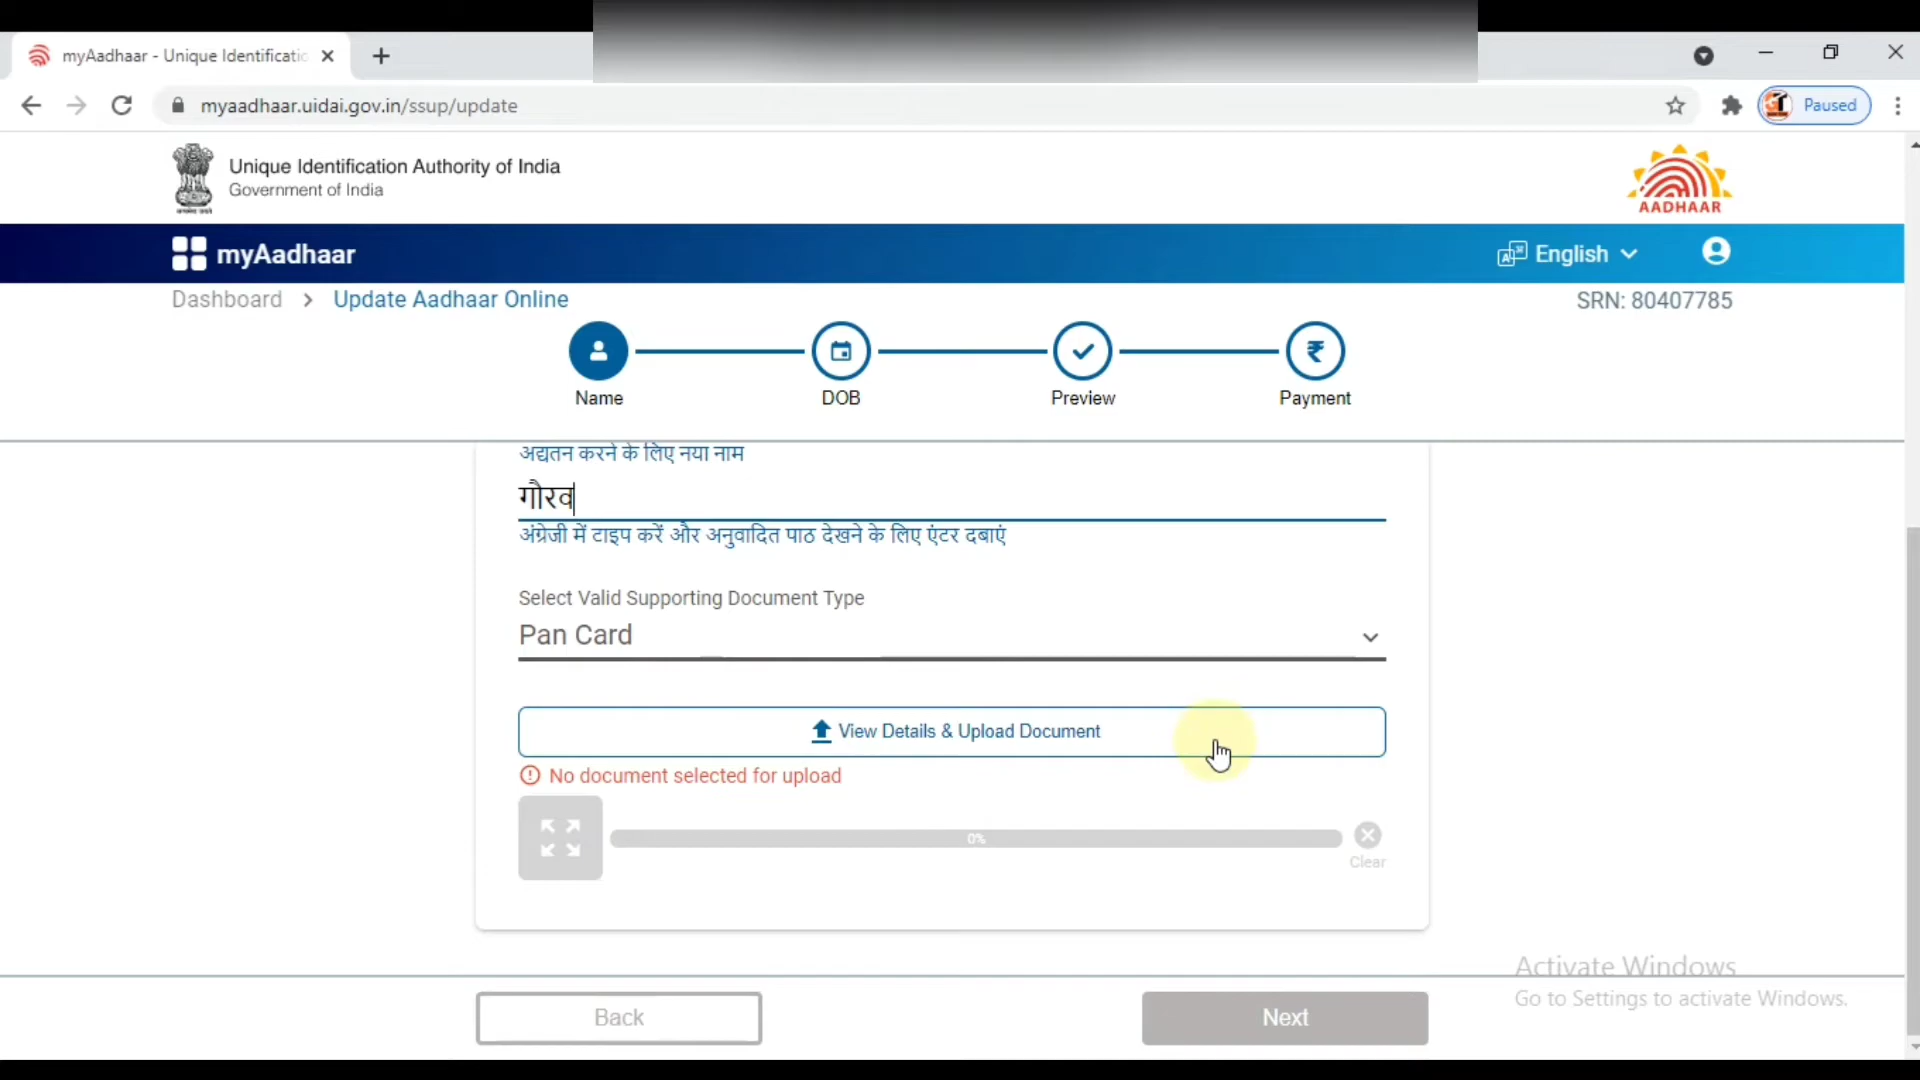 myAadhaar - Unique Identificatic
myaadhaar.uidai.gov.in/ssup/update
Paused
Unique Identification Authority of India
Government of India
AADHAAR
myAadhaar
English
Dashboard > Update Aadhaar Online
SRN: 80407785
Name
DOB
Preview
Payment
अद्यतन करने के लिए नया नाम
गौरव
अंग्रेजी में टाइप करें और अनुवादित पाठ देखने के लिए एंटर दबाएं
Select Valid Supporting Document Type
Pan Card
View Details & Upload Document
No document selected for upload
0%
Clear
Activate Windows
Go to Settings to activate Windows.
Back
Next